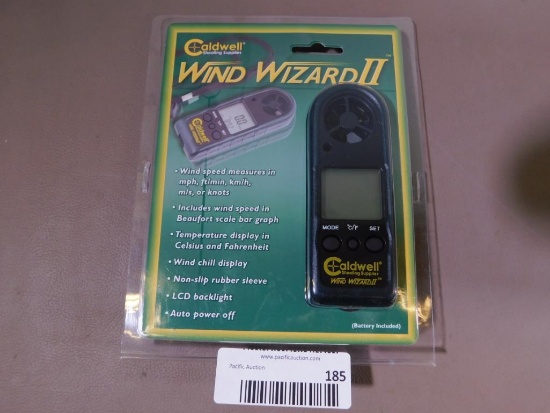 Caldwell
Shooting Supplies
WIND WIZARD II
• Wind speed measures in
mph, ft/min, km/h,
m/s, or knots
• Includes wind speed in
Beaufort scale bar graph
• Temperature display in
Celsius and Fahrenheit
• Wind chill display
• Non-slip rubber sleeve
• LCD backlight
• Auto power off
MODE °C/°F SET
Caldwell
Shooting Supplies
WIND WIZARD II
(Battery Included)
www.pacificauction.com
Pacific Auction
185